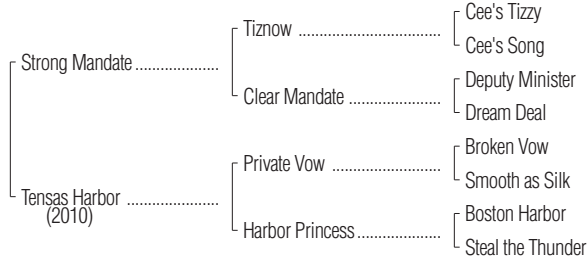 Cee's Tizzy
Tiznow ....................
Cee's Song
Strong Mandate ....................
Deputy Minister
Clear Mandate ....................
Dream Deal
Broken Vow
Private Vow ....................
Smooth as Silk
Tensas Harbor ....................
(2010)
Boston Harbor
Harbor Princess ....................
Steal the Thunder